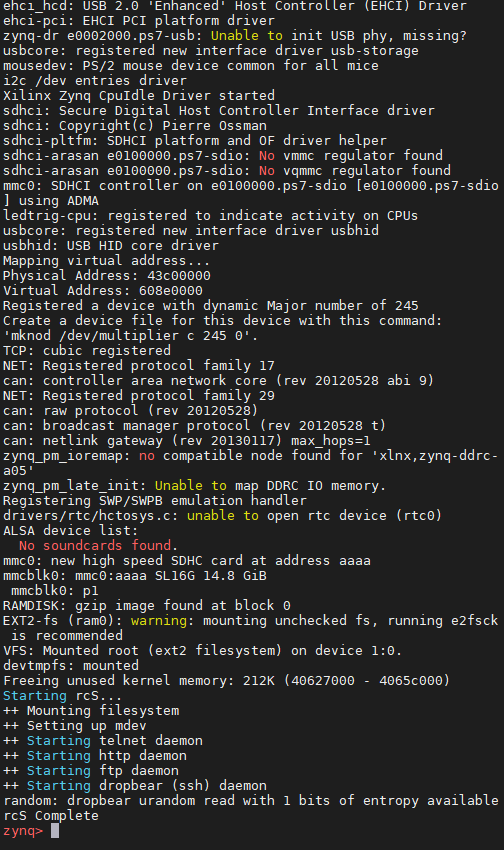 ehci_hcd: USB 2.0 'Enhanced' Host Controller (EHCI) Driver
ehci-pci: EHCI PCI platform driver
zynq-dr e0002000.ps7-usb: Unable to init USB phy, missing?
usbcore: registered new interface driver usb-storage
mousedev: PS/2 mouse device common for all mice
i2c /dev entries driver
Xilinx Zynq CpuIdle Driver started
sdhci: Secure Digital Host Controller Interface driver
sdhci: Copyright(c) Pierre Ossman
sdhci-pltfm: SDHCI platform and OF driver helper
sdhci-arasan e0100000.ps7-sdio: No vmmc regulator found
sdhci-arasan e0100000.ps7-sdio: No vqmmc regulator found
mmc0: SDHCI controller on e0100000.ps7-sdio [e0100000.ps7-sdio
] using ADMA
ledtrig-cpu: registered to indicate activity on CPUs
usbcore: registered new interface driver usbhid
usbhid: USB HID core driver
Mapping virtual address...
Physical Address: 43c00000
Virtual Address: 608e0000
Registered a device with dynamic Major number of 245
Create a device file for this device with this command:
'mknod /dev/multiplier c 245 0'.
TCP: cubic registered
NET: Registered protocol family 17
can: controller area network core (rev 20120528 abi 9)
NET: Registered protocol family 29
can: raw protocol (rev 20120528)
can: broadcast manager protocol (rev 20120528 t)
can: netlink gateway (rev 20130117) max_hops=1
zynq_pm_ioremap: no compatible node found for 'xlnx,zynq-ddrc-
a05'
zynq_pm_late_init: Unable to map DDRC IO memory.
Registering SWP/SWPB emulation handler
drivers/rtc/hctosys.c: unable to open rtc device (rtc0)
ALSA device list:
  No soundcards found.
mmc0: new high speed SDHC card at address aaaa
mmcblk0: mmc0:aaaa SL16G 14.8 GiB
 mmcblk0: p1
RAMDISK: gzip image found at block 0
EXT2-fs (ram0): warning: mounting unchecked fs, running e2fsck
 is recommended
VFS: Mounted root (ext2 filesystem) on device 1:0.
devtmpfs: mounted
Freeing unused kernel memory: 212K (40627000 - 4065c000)
Starting rcS...
++ Mounting filesystem
++ Setting up mdev
++ Starting telnet daemon
++ Starting http daemon
++ Starting ftp daemon
++ Starting dropbear (ssh) daemon
random: dropbear urandom read with 1 bits of entropy available
rcS Complete
zynq>